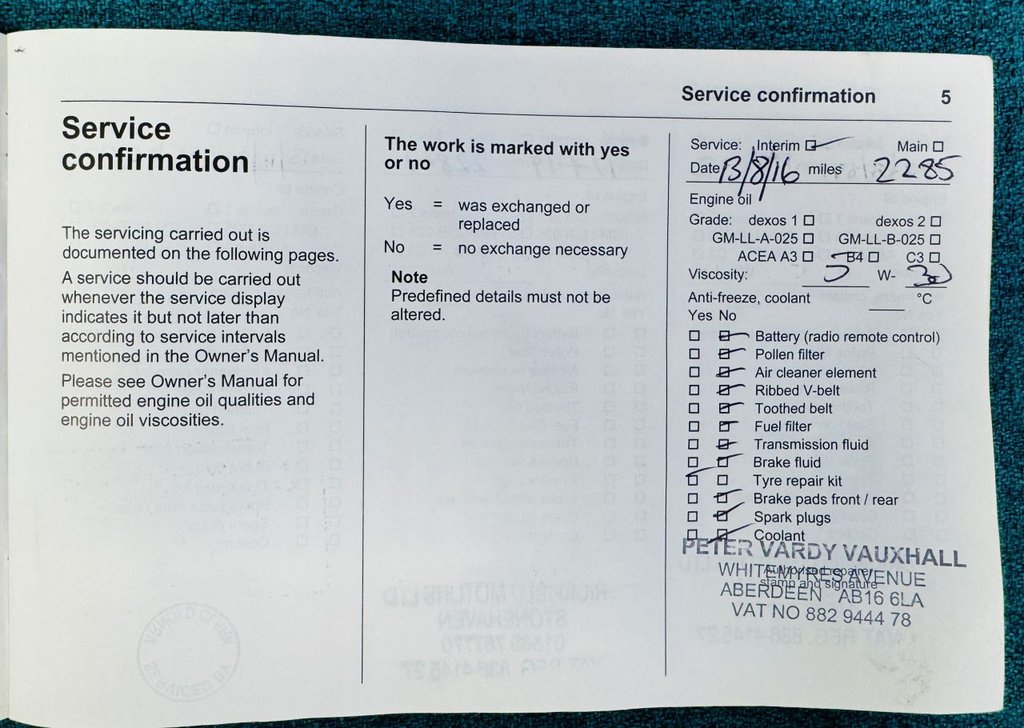 Service confirmation 5
Service
confirmation
The servicing carried out is
documented on the following pages.
A service should be carried out
whenever the service display
indicates it but not later than
according to service intervals
mentioned in the Owner's Manual.
Please see Owner's Manual for
permitted engine oil qualities and
engine oil viscosities.
The work is marked with yes
or no
Yes = was exchanged or
replaced
No = no exchange necessary
Note
Predefined details must not be
altered.
Service: Interim ☑ Main ☐
Date 13/8/16 miles 12285
Engine oil
Grade: dexos 1 ☐ dexos 2 ☐
GM-LL-A-025 ☐ GM-LL-B-025 ☐
ACEA A3 ☐ B4 ☐ C3 ☐
Viscosity: 5 W- 30
Anti-freeze, coolant °C
Yes No
☐ ☑ Battery (radio remote control)
☐ ☑ Pollen filter
☐ ☑ Air cleaner element
☐ ☑ Ribbed V-belt
☐ ☑ Toothed belt
☐ ☑ Fuel filter
☐ ☑ Transmission fluid
☐ ☑ Brake fluid
☑ ☐ Tyre repair kit
☐ ☑ Brake pads front / rear
☐ ☑ Spark plugs
☐ ☑ Coolant
PETER VARDY VAUXHALL
Authorised repairer
WHITEMYRES AVENUE
stamp and signature
ABERDEEN AB16 6LA
VAT NO 882 9444 78